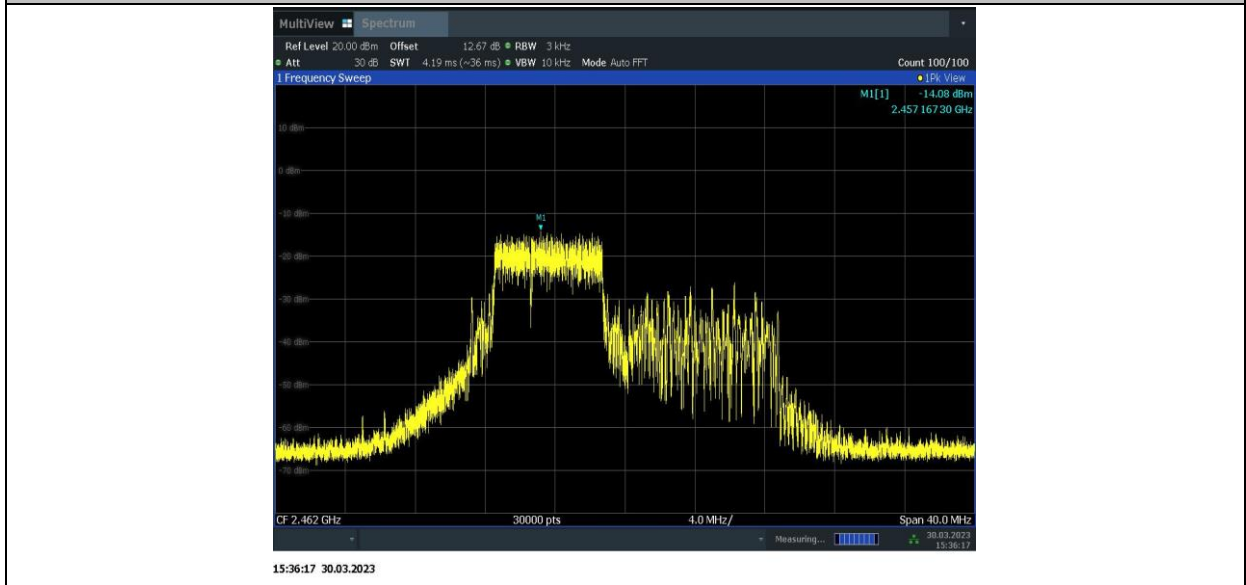 MultiView Spectrum
Ref Level 20.00 dBm Offset 12.67 dB RBW 3 kHz
Att 30 dB SWT 4.19 ms (~36 ms) VBW 10 kHz Mode Auto FFT Count 100/100
1 Frequency Sweep 1Pk View
M1[1] -14.08 dBm
2.457 167 30 GHz
10 dBm
0 dBm
-10 dBm
M1
-20 dBm
-30 dBm
-40 dBm
-50 dBm
-60 dBm
-70 dBm
CF 2.462 GHz 30000 pts 4.0 MHz/ Span 40.0 MHz
Measuring... 30.03.2023
15:36:17
15:36:17 30.03.2023